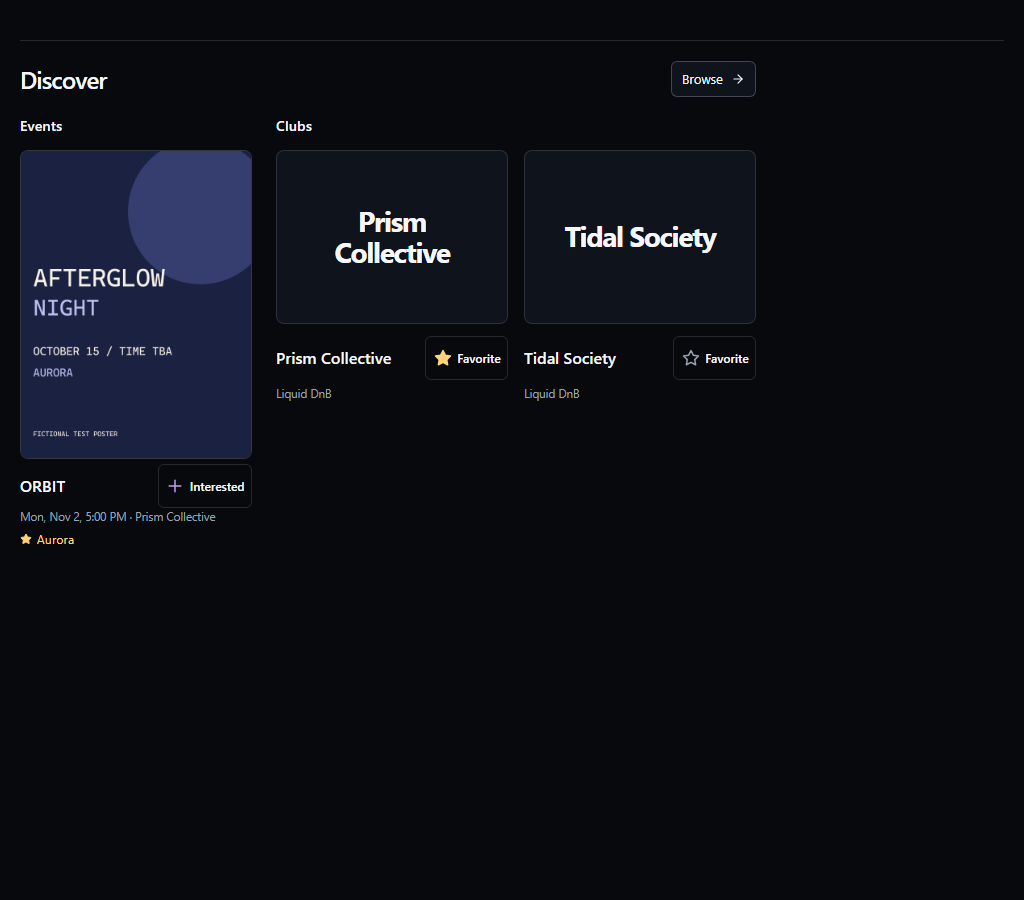 Discover
Browse
Events
Clubs
AFTERGLOW
NIGHT
OCTOBER 15 / TIME TBA
AURORA
FICTIONAL TEST POSTER
ORBIT
Interested
Mon, Nov 2, 5:00 PM · Prism Collective
Aurora
Prism
Collective
Prism Collective
Favorite
Liquid DnB
Tidal Society
Tidal Society
Favorite
Liquid DnB